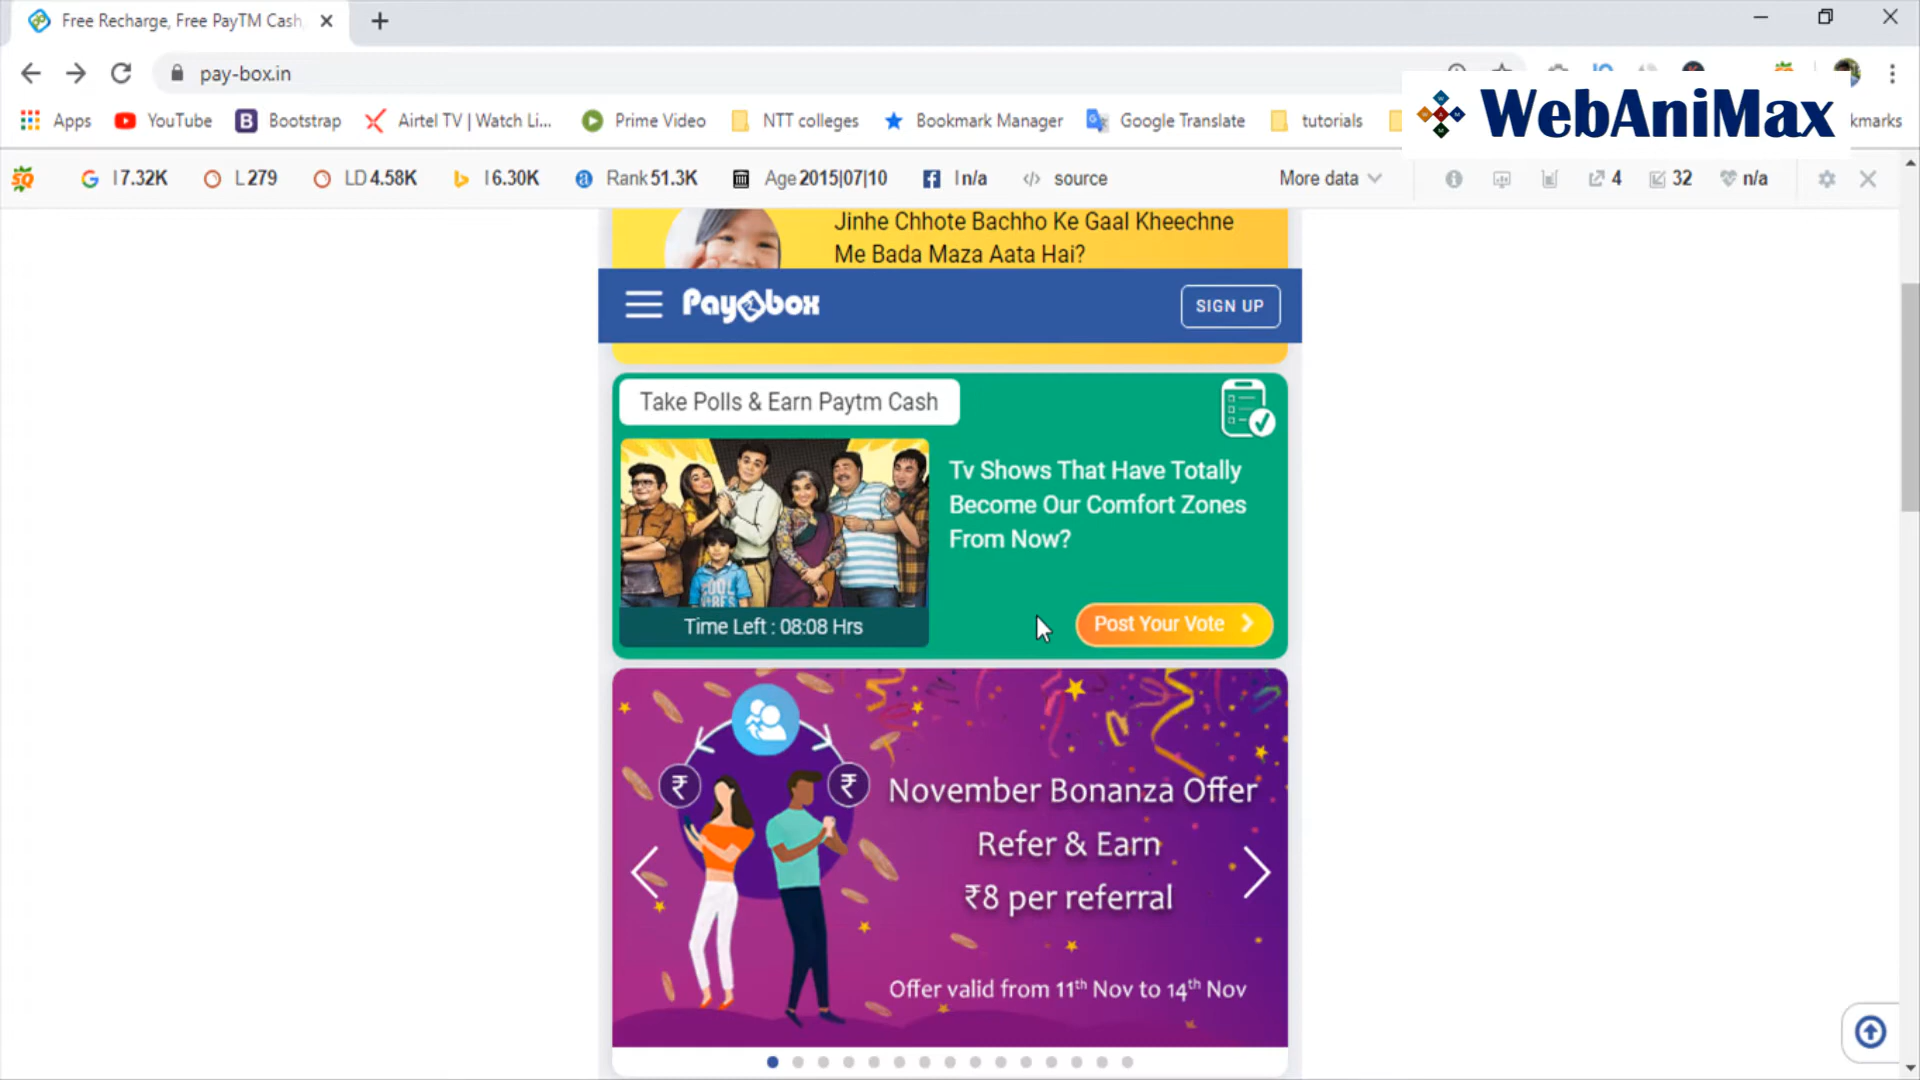 Free Recharge, Free PayTM Cash
pay-box.in
Apps YouTube Bootstrap Airtel TV | Watch Li... Prime Video NTT colleges Bookmark Manager Google Translate tutorials kmarks
WebAniMax
I 7.32K L 279 LD 4.58K I 6.30K Rank 51.3K Age 2015|07|10 I n/a source More data 4 32 n/a
Jinhe Chhote Bachho Ke Gaal Kheechne
Me Bada Maza Aata Hai?
Paybox SIGN UP
Take Polls & Earn Paytm Cash
Tv Shows That Have Totally
Become Our Comfort Zones
From Now?
COOL
VIBES
Time Left : 08:08 Hrs
Post Your Vote
November Bonanza Offer
Refer & Earn
₹8 per referral
Offer valid from 11th Nov to 14th Nov